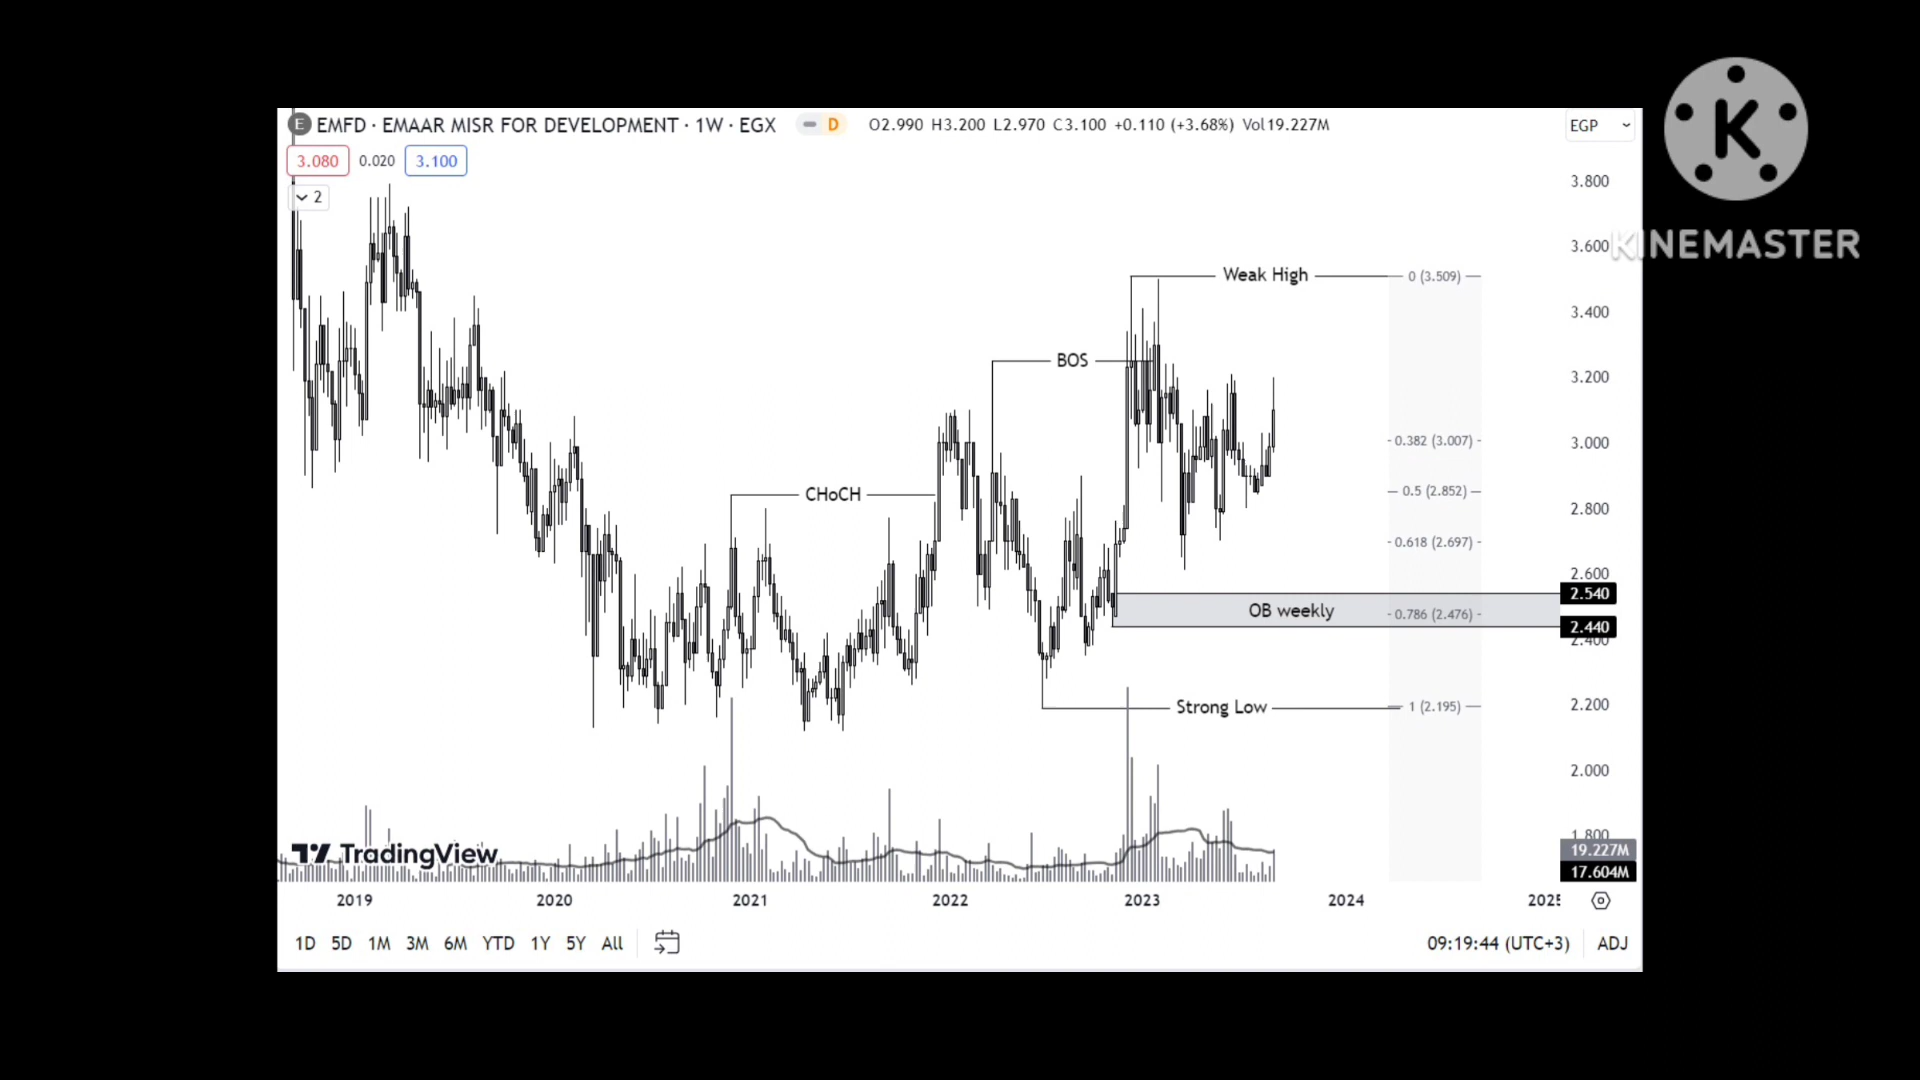 E EMFD · EMAAR MISR FOR DEVELOPMENT · 1W · EGX D O2.990 H3.200 L2.970 C3.100 +0.110 (+3.68%) Vol19.227M EGP
K
3.080 0.020 3.100
2
3.800
3.600
KINEMASTER
Weak High 0 (3.509)
3.400
BOS
3.200
0.382 (3.007) 3.000
CHoCH 0.5 (2.852)
2.800
0.618 (2.697)
2.600
2.540
OB weekly 0.786 (2.476)
2.440
2.400
Strong Low 1 (2.195) 2.200
2.000
1.800
TradingView 19.227M
17.604M
2019 2020 2021 2022 2023 2024 2025
1D 5D 1M 3M 6M YTD 1Y 5Y All 09:19:44 (UTC+3) ADJ